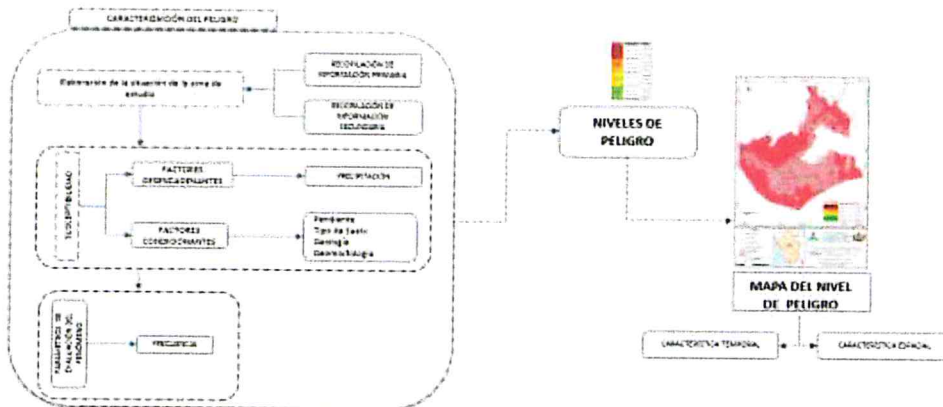 CARACTERIZACIÓN DEL PELIGRO
Elaboración de la situación de la zona de
estudio
RECOPILACIÓN DE
INFORMACIÓN PRIMARIA
RECOPILACIÓN DE
INFORMACIÓN
SECUNDARIA
SUSCEPTIBILIDAD
FACTORES
DESENCADENANTES
PRECIPITACIÓN
FACTORES
CONDICIONANTES
Pendiente
Tipo de Suelo
Geología
Geomorfología
PARÁMETROS DE
EVALUACIÓN DEL
FENÓMENO
FRECUENCIA
NIVELES DE
PELIGRO
MAPA DEL NIVEL
DE PELIGRO
CARACTERÍSTICA TEMPORAL
CARACTERÍSTICA ESPACIAL